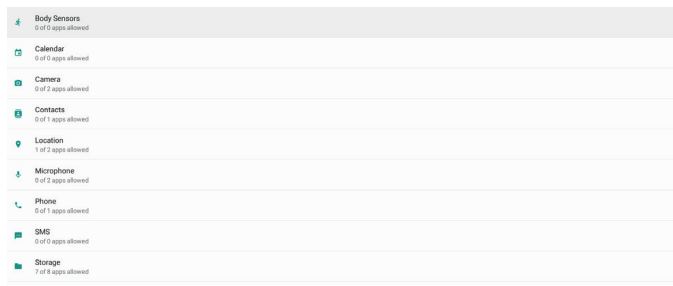 Body Sensors
0 of 0 apps allowed
Calendar
0 of 0 apps allowed
Camera
0 of 2 apps allowed
Contacts
0 of 1 apps allowed
Location
1 of 2 apps allowed
Microphone
0 of 2 apps allowed
Phone
0 of 1 apps allowed
SMS
0 of 0 apps allowed
Storage
7 of 8 apps allowed